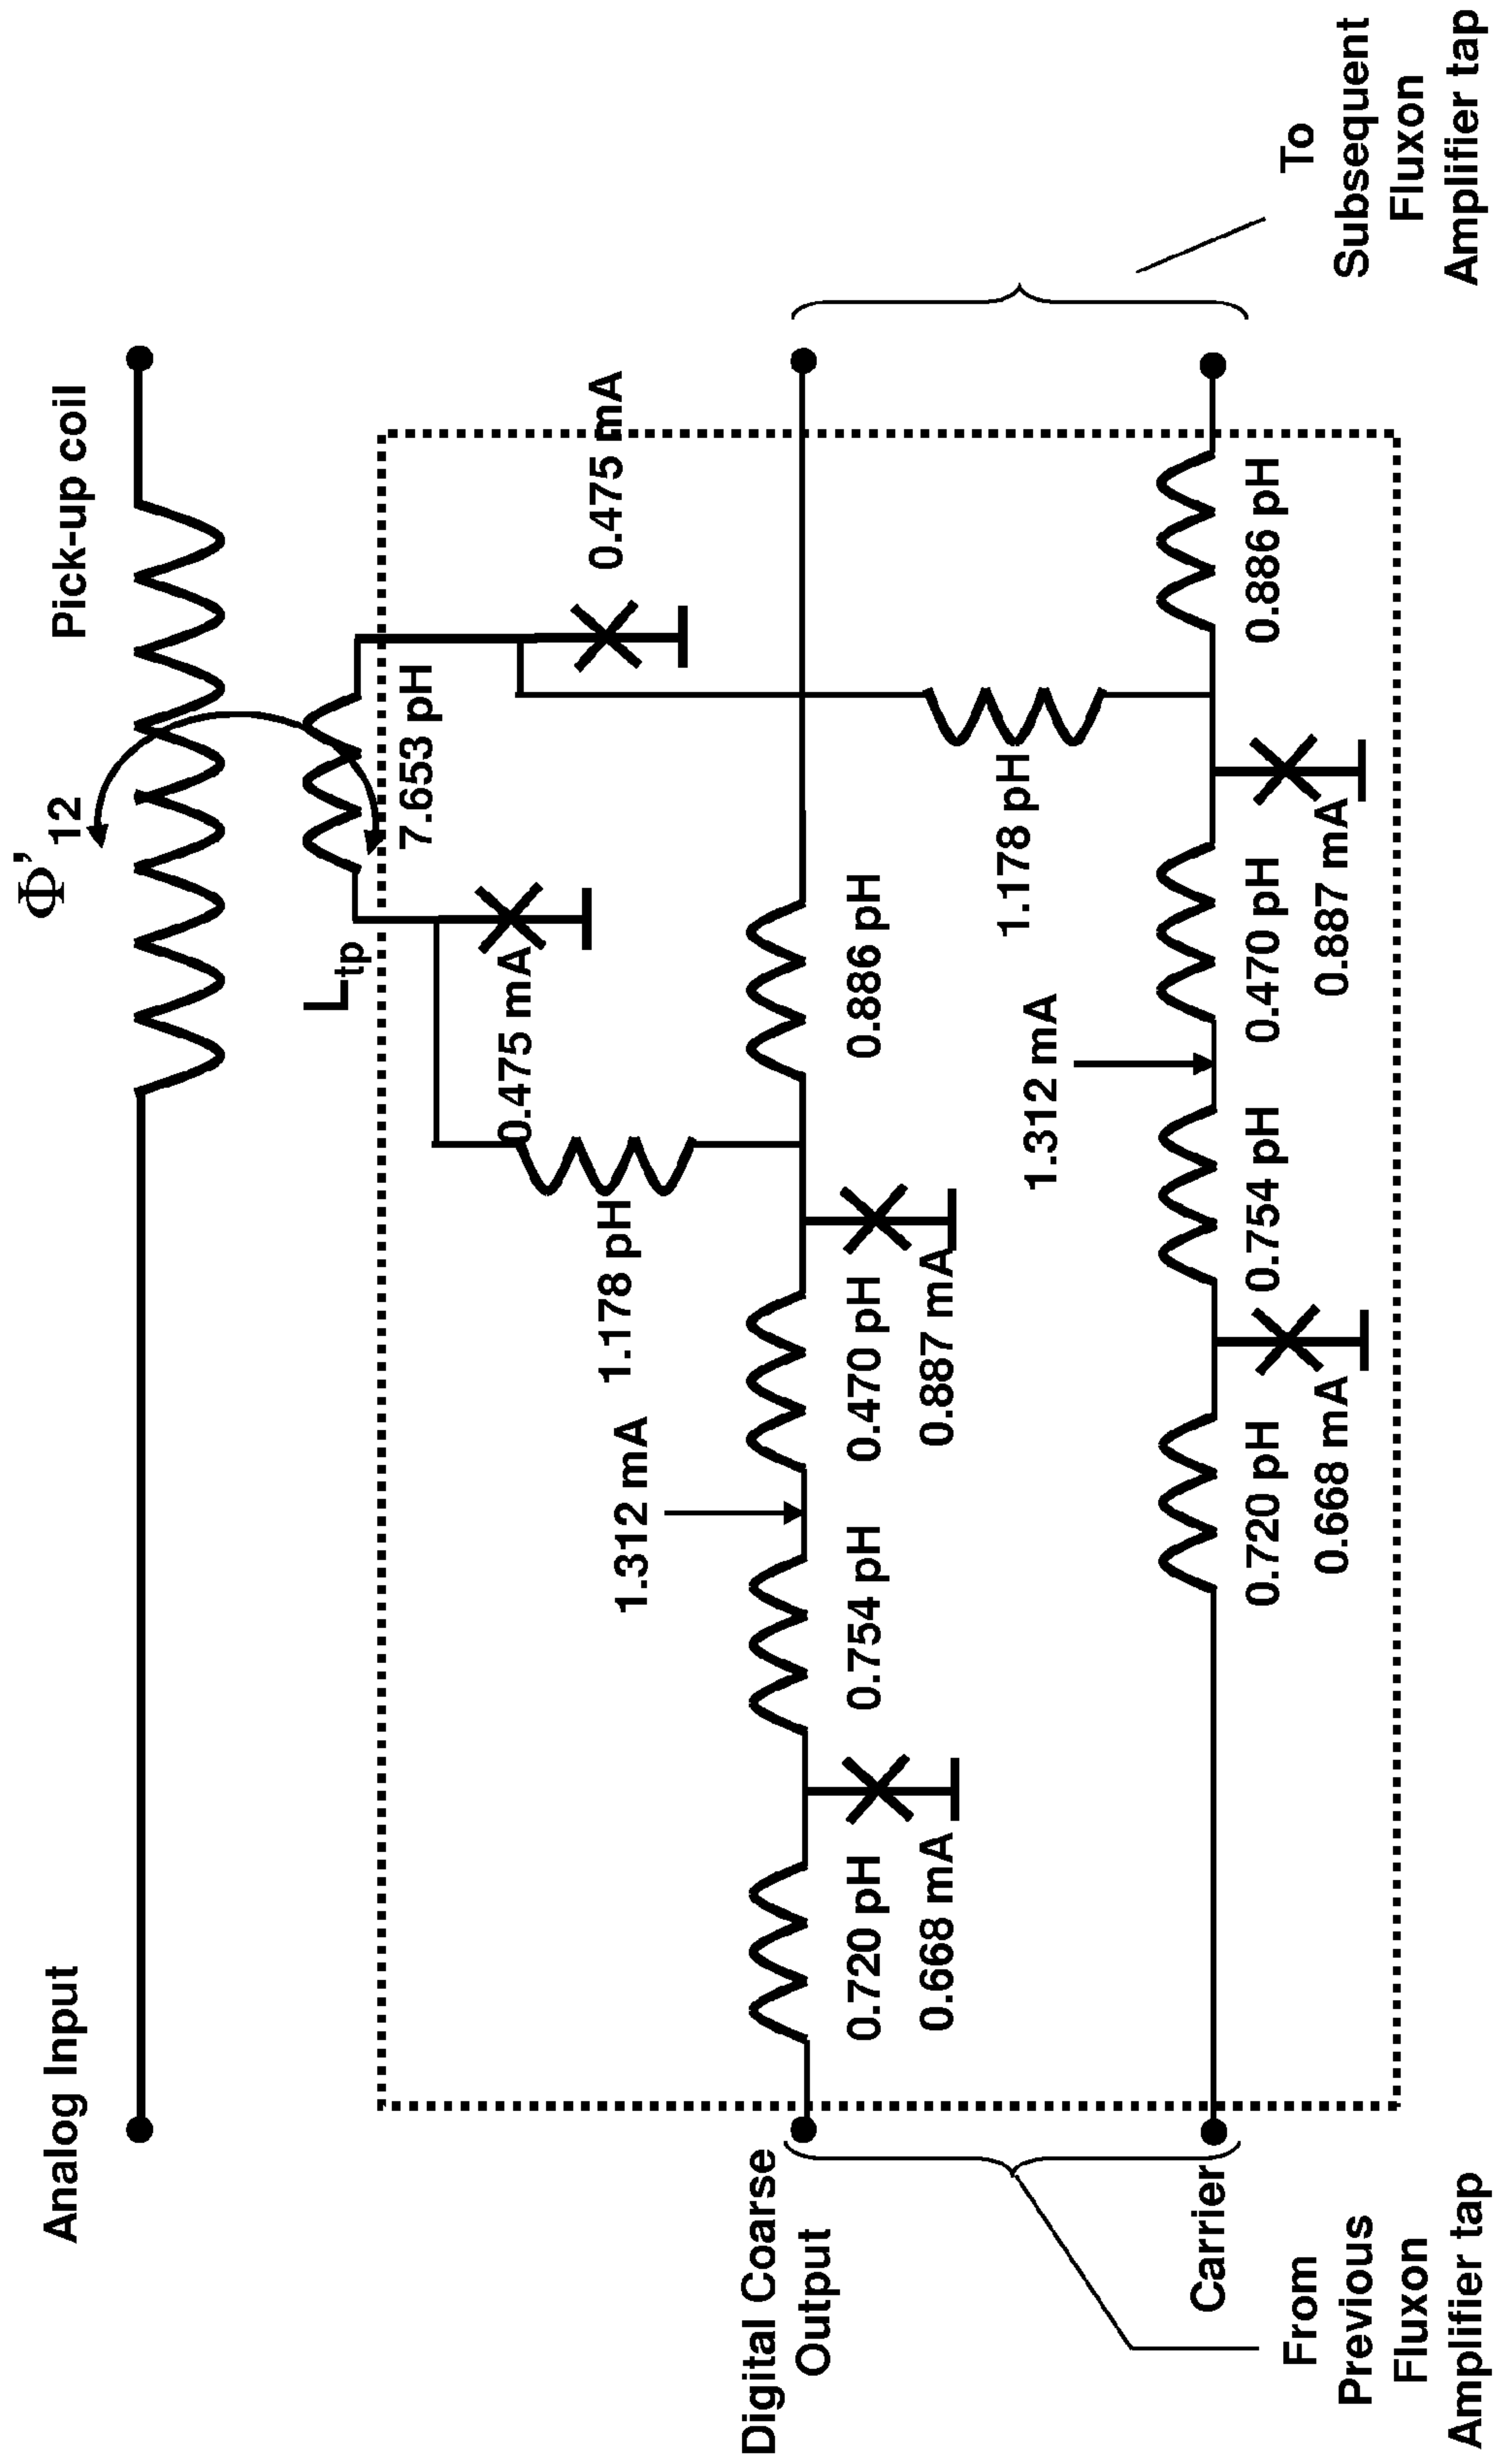 Analog Input
Pick-up coil
Φ'12
Ltp
7.653 pH
0.475 mA
0.475 mA
1.178 pH
1.312 mA
Digital Coarse
Output
0.720 pH
0.668 mA
0.754 pH
0.470 pH
0.887 mA
0.886 pH
1.178 pH
1.312 mA
Carrier
0.720 pH
0.668 mA
0.754 pH
0.470 pH
0.887 mA
0.886 pH
From
Previous
Fluxon
Amplifier tap
To
Subsequent
Fluxon
Amplifier tap